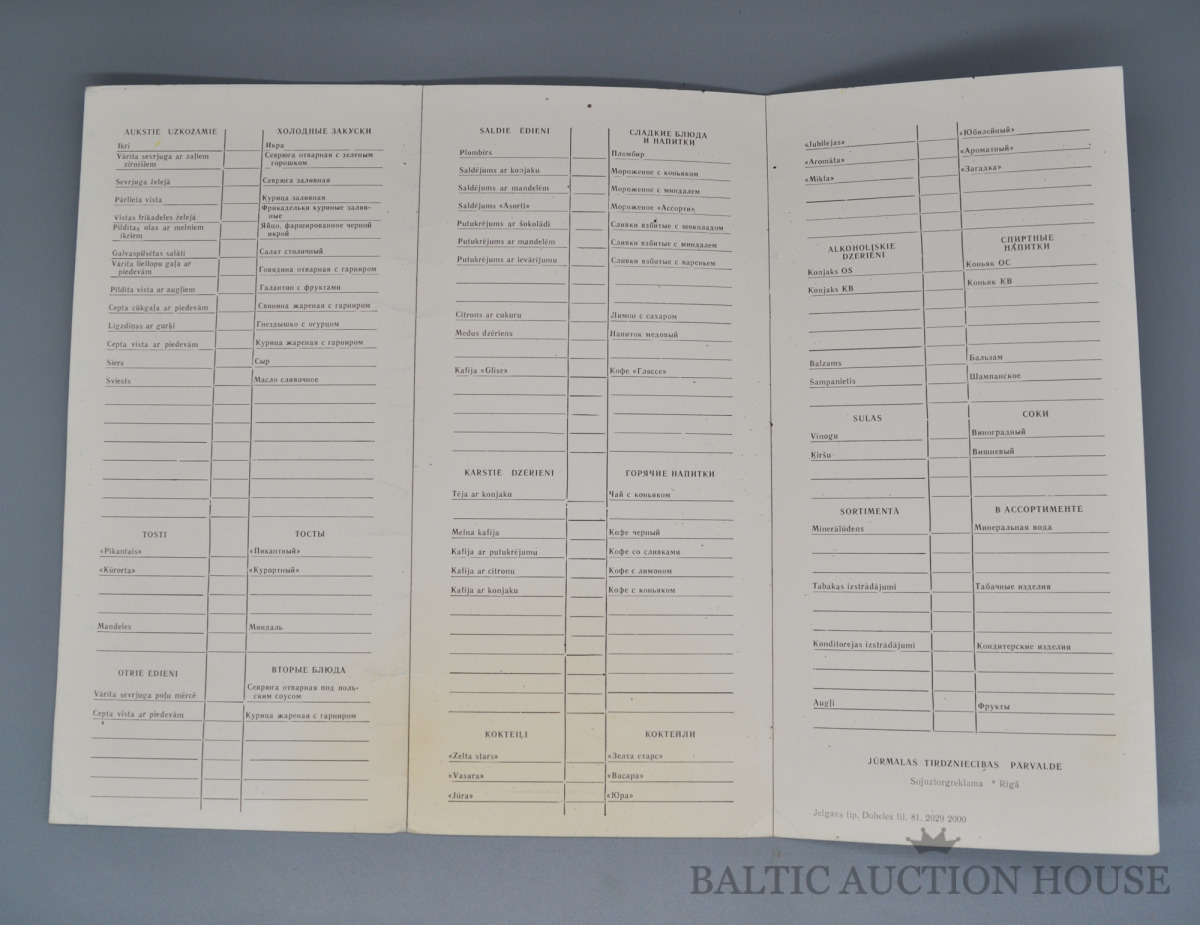 AUKSTIE UZKOŽAMIE
Ikri
Vārīta sevrjuga ar zaļiem
zirnīšiem
Sevrjuga želejā
Pārlieta vista
Vistas frikadeles želejā
Pildītas olas ar melniem
ikriem
Galvaspilsētas salāti
Vārīta liellopu gaļa ar
piedevām
Pildīta vista ar augļiem
Cepta cūkgaļa ar piedevām
Ligzdiņas ar gurķi
Cepta vista ar piedevām
Siers
Sviests
TOSTI
«Pikantais»
«Kūrorta»
Mandeles
OTRIE ĒDIENI
Vārīta sevrjuga poļu mērcē
Cepta vista ar piedevām
ХОЛОДНЫЕ ЗАКУСКИ
Икра
Севрюга отварная с зеленым
горошком
Севрюга заливная
Курица заливная
Фрикадельки куриные залив-
ные
Яйцо, фаршированное черной
икрой
Салат столичный
Говядина отварная с гарниром
Галантин с фруктами
Свинина жареная с гарниром
Гнездышко с огурцом
Курица жареная с гарниром
Сыр
Масло сливочное
ТОСТЫ
«Пикантный»
«Курортный»
Миндаль
ВТОРЫЕ БЛЮДА
Севрюга отварная под поль-
ским соусом
Курица жареная с гарниром
SALDIE ĒDIENI
Plombirs
Saldējums ar konjaku
Saldējums ar mandelēm
Saldējums «Asorti»
Putukrējums ar šokolādi
Putukrējums ar mandelēm
Putukrējums ar ievārījumu
Citrons ar cukuru
Medus dzēriens
Kafija «Glise»
KARSTIE DZĒRIENI
Tēja ar konjaku
Melna kafija
Kafija ar putukrējumu
Kafija ar citronu
Kafija ar konjaku
KOKTEIĻI
«Zelta stars»
«Vasara»
«Jūra»
СЛАДКИЕ БЛЮДА
И НАПИТКИ
Пломбир
Мороженое с коньяком
Мороженое с миндалем
Мороженое «Ассорти»
Сливки взбитые с шоколадом
Сливки взбитые с миндалем
Сливки взбитые с вареньем
Лимон с сахаром
Напиток медовый
Кофе «Гляссе»
ГОРЯЧИЕ НАПИТКИ
Чай с коньяком
Кофе черный
Кофе со сливками
Кофе с лимоном
Кофе с коньяком
КОКТЕЙЛИ
«Зелта старс»
«Васара»
«Юра»
«Jubilejas»
«Aromāta»
«Mikla»
ALKOHOLISKIE
DZĒRIENI
Konjaks OS
Konjaks KB
Balzams
Šampanietis
SULAS
Vīnogu
Ķiršu
SORTIMENTĀ
Minerālūdens
Tabakas izstrādājumi
Konditorejas izstrādājumi
Augļi
«Юбилейный»
«Ароматный»
«Загадка»
СПИРТНЫЕ
НАПИТКИ
Коньяк ОС
Коньяк КВ
Бальзам
Шампанское
СОКИ
Виноградный
Вишневый
В АССОРТИМЕНТЕ
Минеральная вода
Табачные изделия
Кондитерские изделия
Фрукты
JŪRMALAS TIRDZNIECĪBAS PĀRVALDE
Sojuztorgreklama * Rīgā
Jelgava tip. Dobeles fil. 81. 2029 2000
BALTIC AUCTION HOUSE